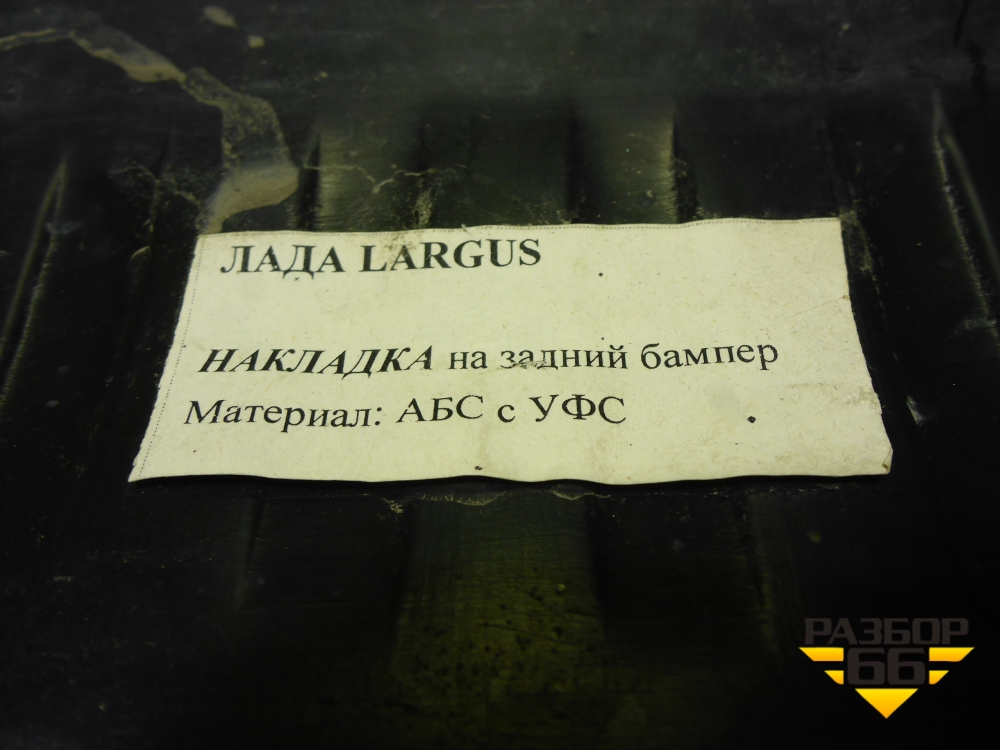 ЛАДА LARGUS
НАКЛАДКА на задний бампер
Материал: АБС с УФС
РАЗБОР
66